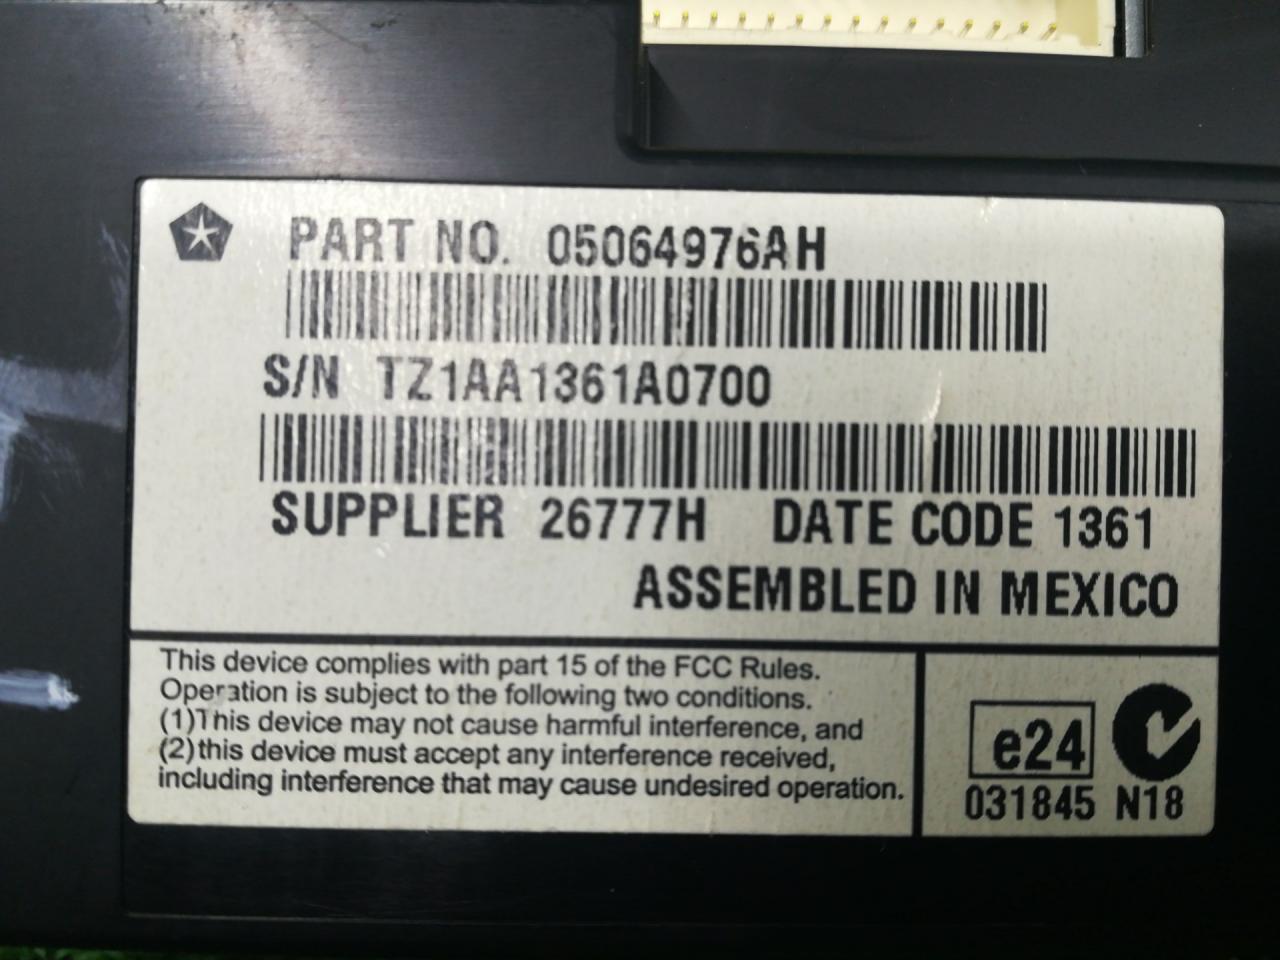 PART NO. 05064976AH
S/N TZ1AA1361A0700
SUPPLIER 26777H DATE CODE 1361
ASSEMBLED IN MEXICO
This device complies with part 15 of the FCC Rules.
Operation is subject to the following two conditions.
(1)This device may not cause harmful interference, and
(2)this device must accept any interference received,
including interference that may cause undesired operation.
e24
031845 N18